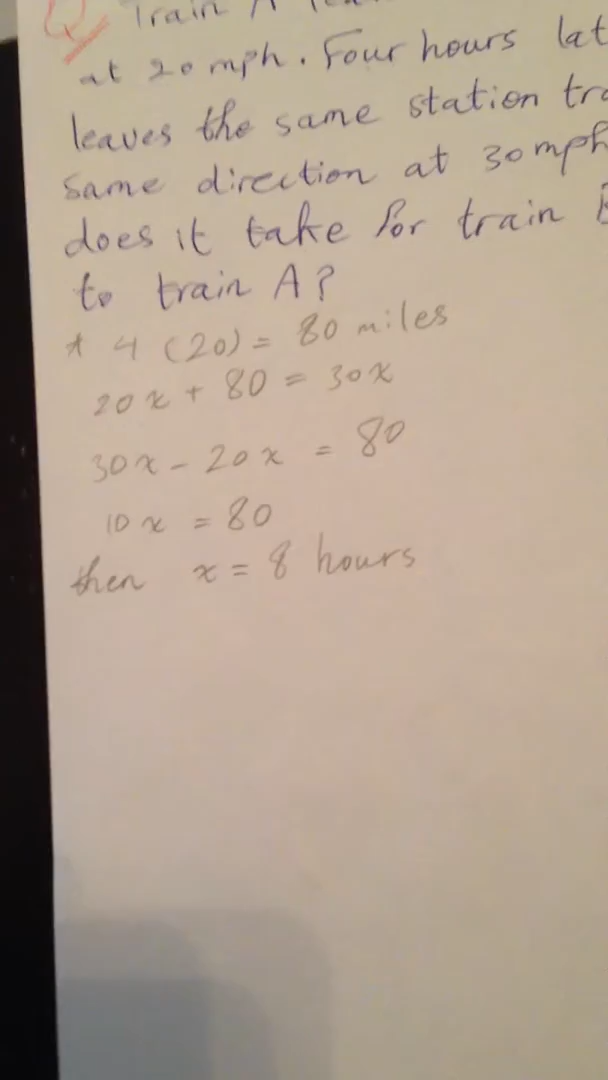 Q Train A
at 20 mph. Four hours
leaves the same station
same direction at 30 mph
does it take for train
to train A?
* 4 (20) = 80 miles
20x + 80 = 30x
30x - 20x = 80
10x = 80
then x = 8 hours